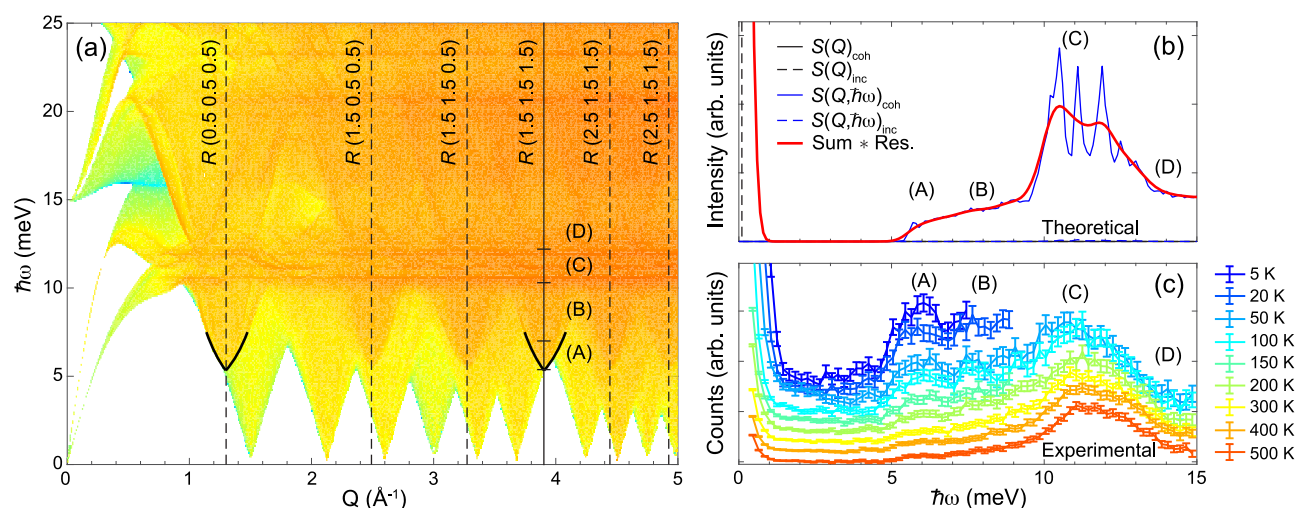 (a)
R (0.5 0.5 0.5)
R (1.5 0.5 0.5)
R (1.5 1.5 0.5)
R (1.5 1.5 1.5)
R (2.5 1.5 0.5)
R (2.5 1.5 1.5)
(D)
(C)
(B)
(A)
25
20
15
10
5
0
ħω (meV)
0 1 2 3 4 5
Q (Å-1)
(b)
S(Q)coh
S(Q)inc
S(Q,ħω)coh
S(Q,ħω)inc
Sum ∗ Res.
(C)
(A) (B) (D)
Theoretical
Intensity (arb. units)
(c)
(A) (B) (C)
(D)
Experimental
Counts (arb. units)
0 5 10 15
ħω (meV)
5 K
20 K
50 K
100 K
150 K
200 K
300 K
400 K
500 K